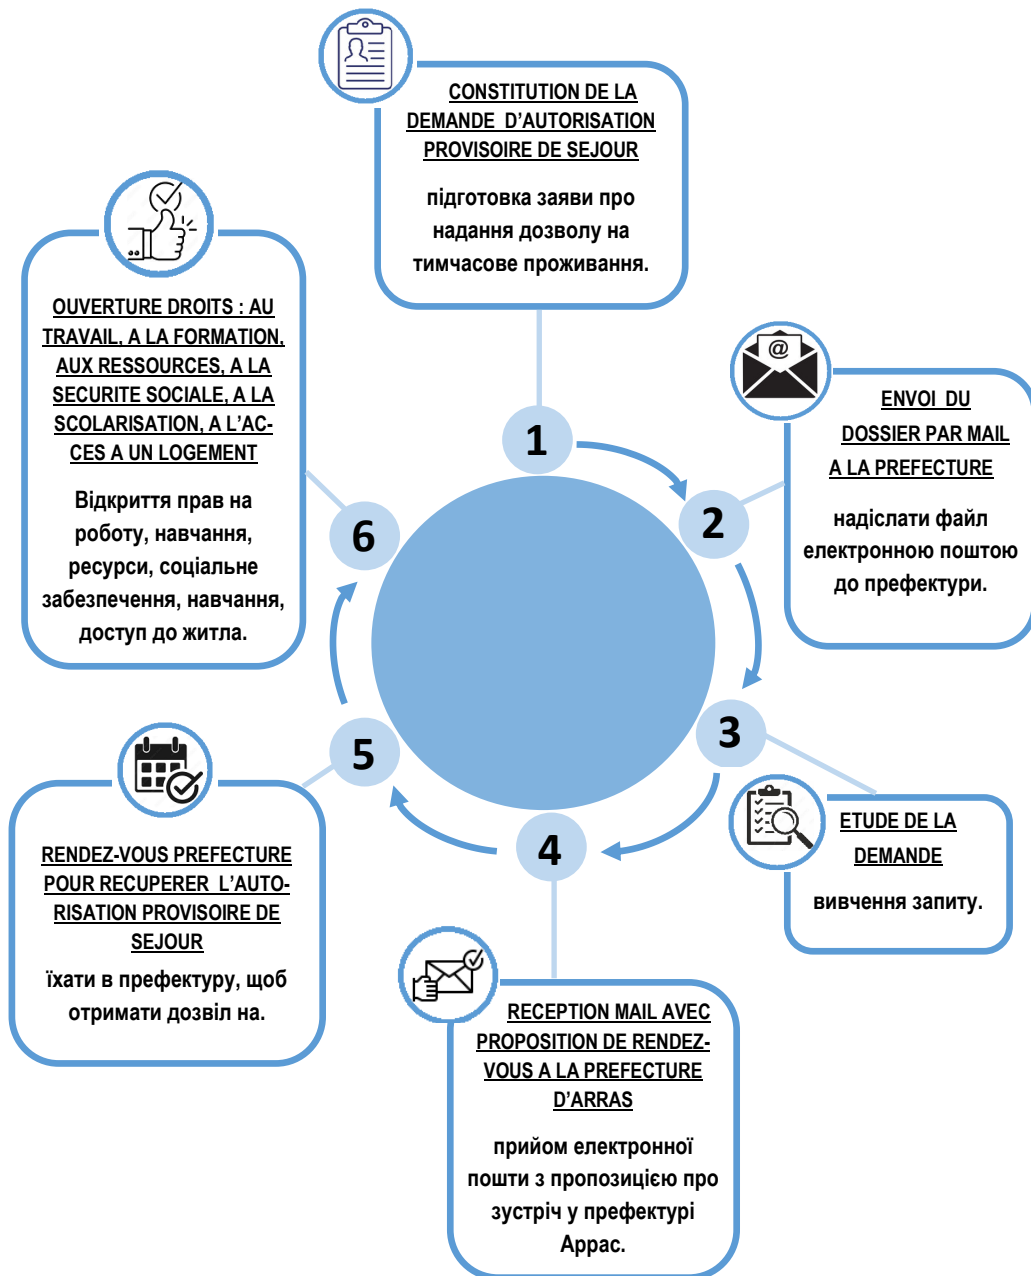 CONSTITUTION DE LA
DEMANDE D’AUTORISATION
PROVISOIRE DE SEJOUR
підготовка заяви про
надання дозволу на
тимчасове проживання.
1
@
ENVOI DU
DOSSIER PAR MAIL
A LA PREFECTURE
надіслати файл
електронною поштою
до префектури.
2
3
ETUDE DE LA
DEMANDE
вивчення запиту.
4
RECEPTION MAIL AVEC
PROPOSITION DE RENDEZ-
VOUS A LA PREFECTURE
D’ARRAS
прийом електронної
пошти з пропозицією про
зустріч у префектурі
Аррас.
5
RENDEZ-VOUS PREFECTURE
POUR RECUPERER L’AUTO-
RISATION PROVISOIRE DE
SEJOUR
їхати в префектуру, щоб
отримати дозвіл на.
6
OUVERTURE DROITS : AU
TRAVAIL, A LA FORMATION,
AUX RESSOURCES, A LA
SECURITE SOCIALE, A LA
SCOLARISATION, A L’AC-
CES A UN LOGEMENT
Відкриття прав на
роботу, навчання,
ресурси, соціальне
забезпечення, навчання,
доступ до житла.